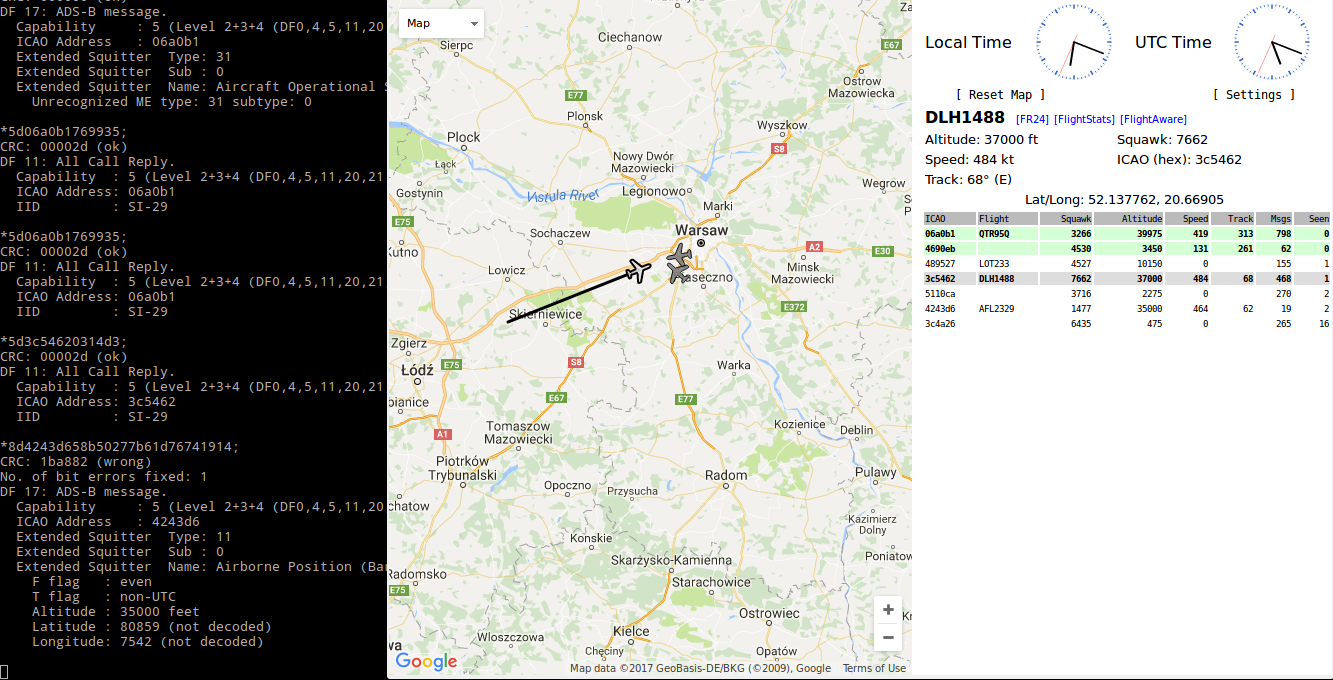 DF 17: ADS-B message.
Capability     : 5 (Level 2+3+4 (DF0,4,5,11,20
ICAO Address   : 06a0b1
Extended Squitter  Type: 31
Extended Squitter  Sub : 0
Extended Squitter  Name: Aircraft Operational S
Unrecognized ME type: 31 subtype: 0
*5d06a0b1769935;
CRC: 00002d (ok)
DF 11: All Call Reply.
Capability  : 5 (Level 2+3+4 (DF0,4,5,11,20,21
ICAO Address: 06a0b1
IID         : SI-29
*5d06a0b1769935;
CRC: 00002d (ok)
DF 11: All Call Reply.
Capability  : 5 (Level 2+3+4 (DF0,4,5,11,20,21
ICAO Address: 06a0b1
IID         : SI-29
*5d3c54620314d3;
CRC: 00002d (ok)
DF 11: All Call Reply.
Capability  : 5 (Level 2+3+4 (DF0,4,5,11,20,21
ICAO Address: 3c5462
IID         : SI-29
*8d4243d658b50277b61d76741914;
CRC: 1ba882 (wrong)
No. of bit errors fixed: 1
DF 17: ADS-B message.
Capability     : 5 (Level 2+3+4 (DF0,4,5,11,20
ICAO Address   : 4243d6
Extended Squitter  Type: 11
Extended Squitter  Sub : 0
Extended Squitter  Name: Airborne Position (Ba
F flag   : even
T flag   : non-UTC
Altitude : 35000 feet
Latitude : 80859 (not decoded)
Longitude: 7542 (not decoded)
Map
Sierpc
Ciechanow
E67
Ostrow
Mazowiecka
E77
Plonsk
Wyszkow
S8
Plock
Łąck
Nowy Dwór
Mazowiecki
Legionowo
Wegrow
Gostynin
Vistula River
Marki
E75
Sochaczew
Warsaw
A2
E30
Kutno
Lowicz
aseczno
Minsk
Mazowiecki
E372
Skierniewice
Zgierz
E75
S8
Łódź
Warka
bianice
E67
E77
A1
Tomaszow
Mazowiecki
Kozienice
Deblin
Piotrków
Trybunalski
Radom
Pulawy
Opoczno
Przysucha
chatow
Kazimierz
Dolny
Konskie
Skarżysko-Kamienna
Poniatow
Radomsko
Starachowice
E75
Ostrowiec
Kielce
Wloszczowa
Chęciny
Opatów
+
−
Google
Map data ©2017 GeoBasis-DE/BKG (©2009), Google
Terms of Use
Local Time
UTC Time
[ Reset Map ]
[ Settings ]
DLH1488 [FR24] [FlightStats] [FlightAware]
Altitude: 37000 ft Squawk: 7662
Speed: 484 kt ICAO (hex): 3c5462
Track: 68° (E)
Lat/Long: 52.137762, 20.66905
ICAO Flight Squawk Altitude Speed Track Msgs Seen
06a0b1 QTR95Q 3266 39975 419 313 798 0
4690eb 4530 3450 131 261 62 0
489527 LOT233 4527 10150 0 155 1
3c5462 DLH1488 7662 37000 484 68 468 1
5110ca 3716 2275 0 270 2
4243d6 AFL2329 1477 35000 464 62 19 2
3c4a26 6435 475 0 265 16